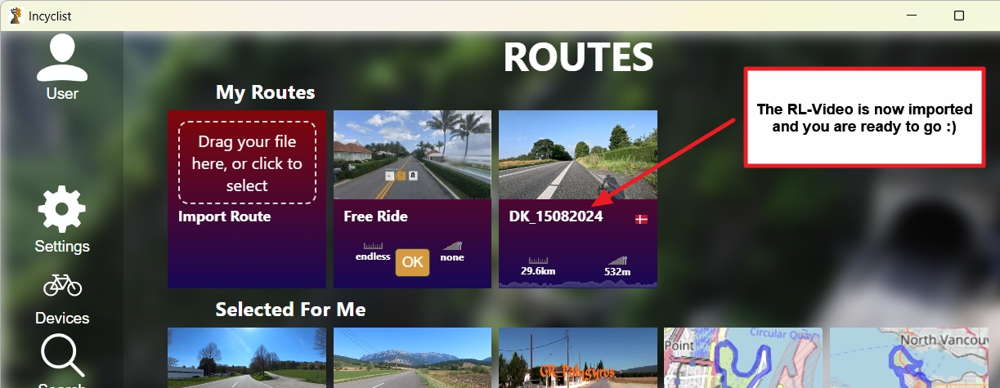 Incyclist
User
Settings
Devices
Search
ROUTES
The RL-Video is now imported
and you are ready to go :)
My Routes
Drag your file
here, or click to
select
Import Route
Free Ride
endless
OK
none
DK_15082024
29.6km
532m
Selected For Me
GR_Polygyros
Point
Circular Quay
North Vancouv